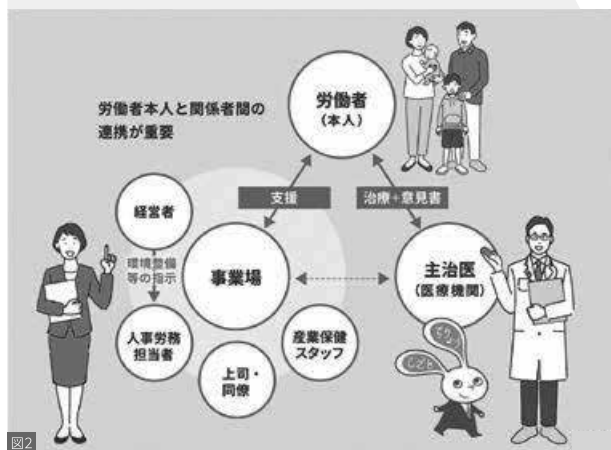 労働者本人と関係者間の
連携が重要
労働者
(本人)
支援
治療+意見書
経営者
環境整備
等の指示
事業場
主治医
(医療機関)
人事労務
担当者
上司・
同僚
産業保健
スタッフ
図2